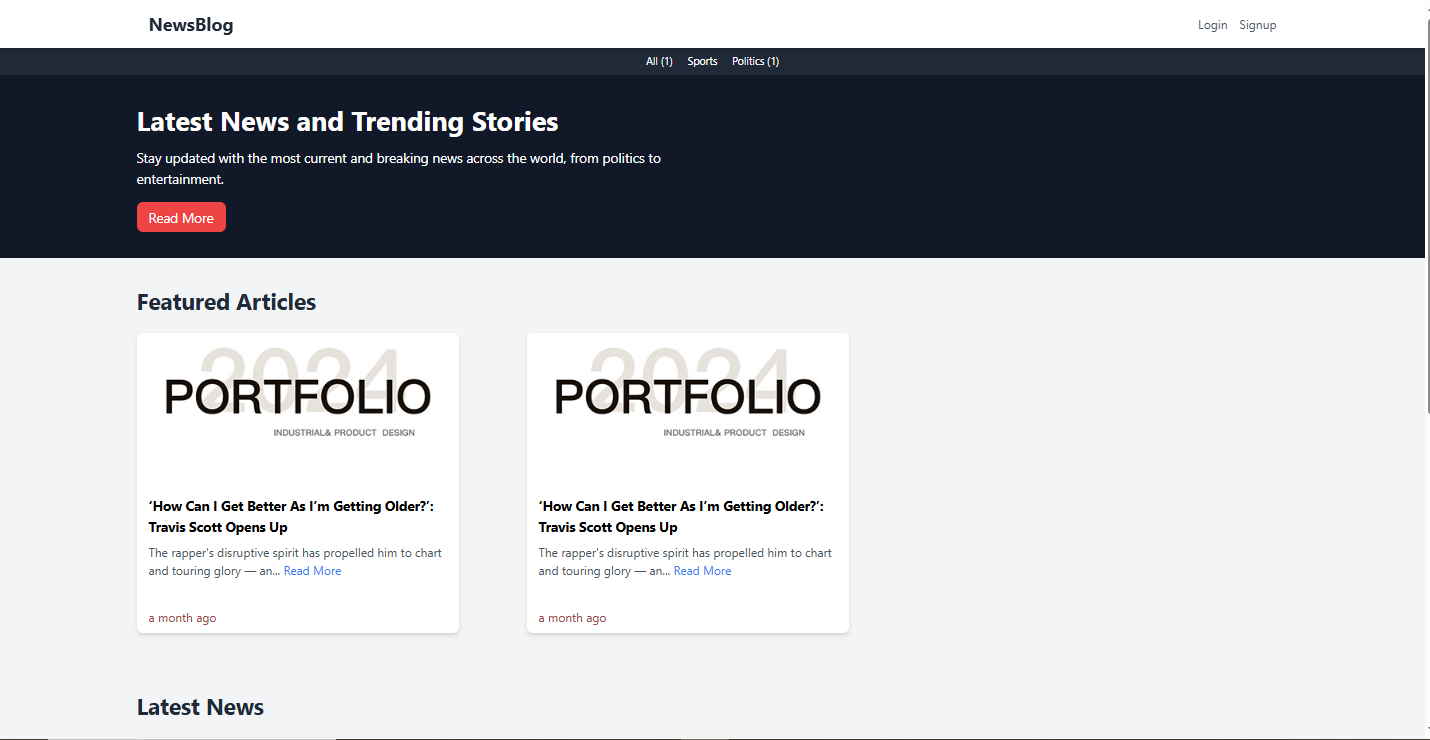 NewsBlog
Login Signup
All (1) Sports Politics (1)
Latest News and Trending Stories
Stay updated with the most current and breaking news across the world, from politics to
entertainment.
Read More
Featured Articles
2024
PORTFOLIO
INDUSTRIAL& PRODUCT DESIGN
‘How Can I Get Better As I’m Getting Older?’:
Travis Scott Opens Up
The rapper's disruptive spirit has propelled him to chart
and touring glory — an... Read More
a month ago
2024
PORTFOLIO
INDUSTRIAL& PRODUCT DESIGN
‘How Can I Get Better As I’m Getting Older?’:
Travis Scott Opens Up
The rapper's disruptive spirit has propelled him to chart
and touring glory — an... Read More
a month ago
Latest News